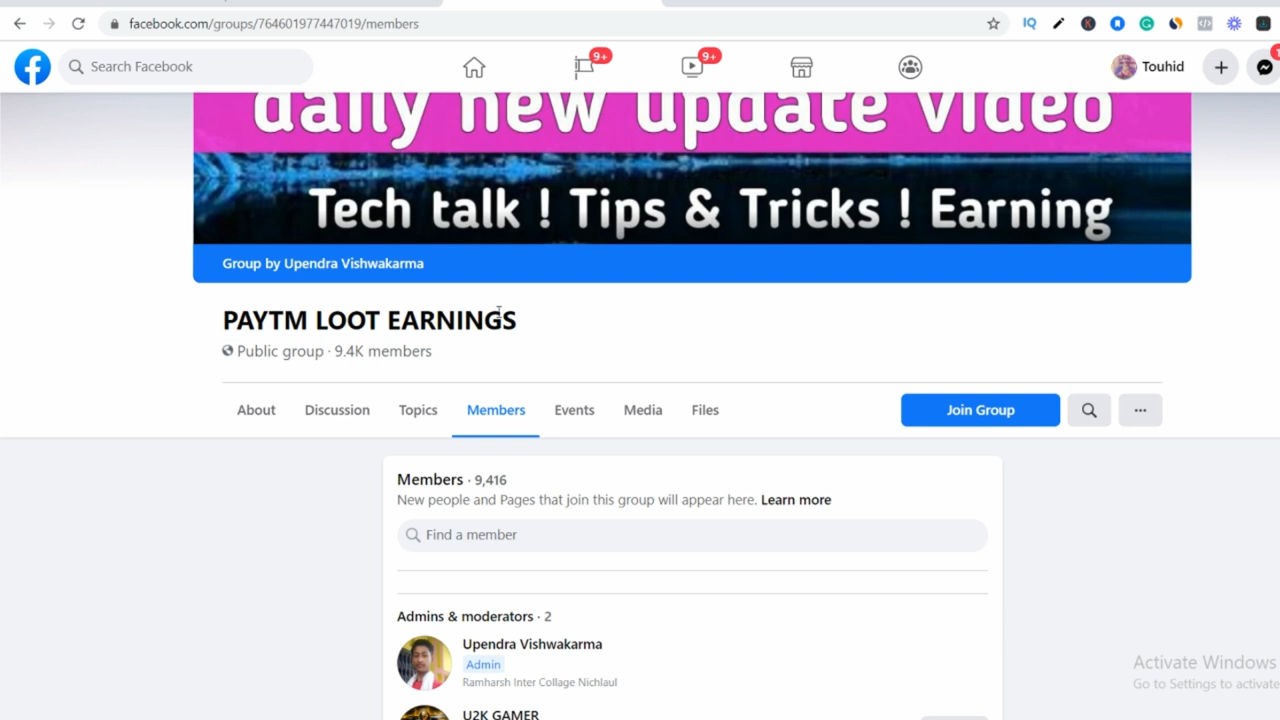 facebook.com/groups/764601977447019/members
IQ
Search Facebook
9+
9+
Touhid
1
daily new update video
Tech talk ! Tips & Tricks ! Earning
Group by Upendra Vishwakarma
PAYTM LOOT EARNINGS
Public group · 9.4K members
About Discussion Topics Members Events Media Files
Join Group
Members · 9,416
New people and Pages that join this group will appear here. Learn more
Find a member
Admins & moderators · 2
Upendra Vishwakarma
Admin
Ramharsh Inter Collage Nichlaul
U2K GAMER
Activate Windows
Go to Settings to activate